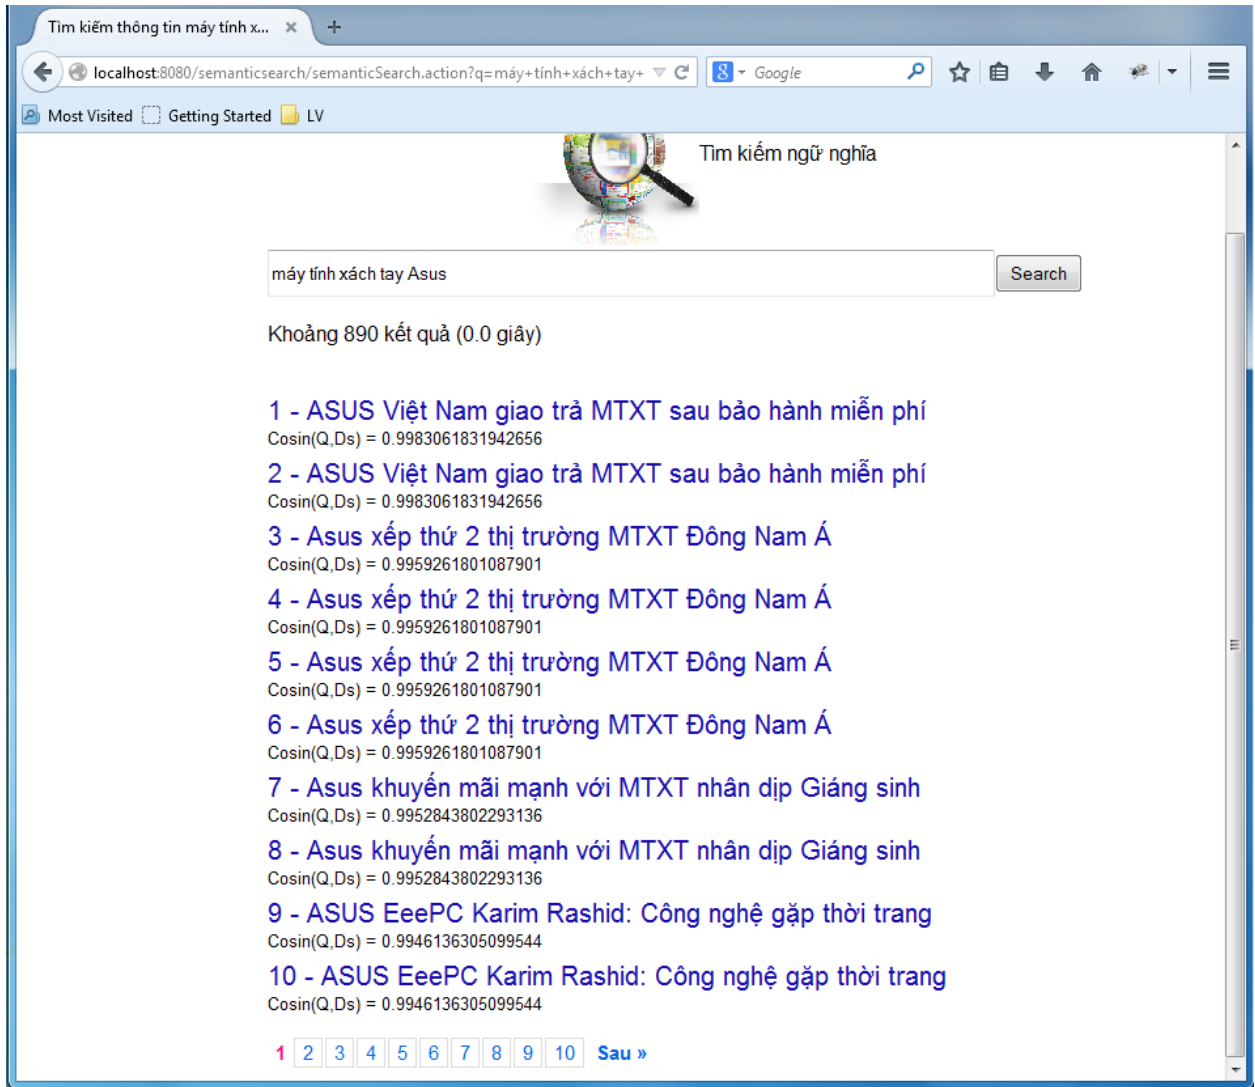 Tìm kiếm thông tin máy tính x...
localhost:8080/semanticsearch/semanticSearch.action?q=máy+tính+xách+tay+
8 Google
Most Visited Getting Started LV
Tìm kiếm ngữ nghĩa
máy tính xách tay Asus
Search
Khoảng 890 kết quả (0.0 giây)
1 - ASUS Việt Nam giao trả MTXT sau bảo hành miễn phí
Cosin(Q,Ds) = 0.9983061831942656
2 - ASUS Việt Nam giao trả MTXT sau bảo hành miễn phí
Cosin(Q,Ds) = 0.9983061831942656
3 - Asus xếp thứ 2 thị trường MTXT Đông Nam Á
Cosin(Q,Ds) = 0.9959261801087901
4 - Asus xếp thứ 2 thị trường MTXT Đông Nam Á
Cosin(Q,Ds) = 0.9959261801087901
5 - Asus xếp thứ 2 thị trường MTXT Đông Nam Á
Cosin(Q,Ds) = 0.9959261801087901
6 - Asus xếp thứ 2 thị trường MTXT Đông Nam Á
Cosin(Q,Ds) = 0.9959261801087901
7 - Asus khuyến mãi mạnh với MTXT nhân dịp Giáng sinh
Cosin(Q,Ds) = 0.9952843802293136
8 - Asus khuyến mãi mạnh với MTXT nhân dịp Giáng sinh
Cosin(Q,Ds) = 0.9952843802293136
9 - ASUS EeePC Karim Rashid: Công nghệ gặp thời trang
Cosin(Q,Ds) = 0.9946136305099544
10 - ASUS EeePC Karim Rashid: Công nghệ gặp thời trang
Cosin(Q,Ds) = 0.9946136305099544
1 2 3 4 5 6 7 8 9 10 Sau »